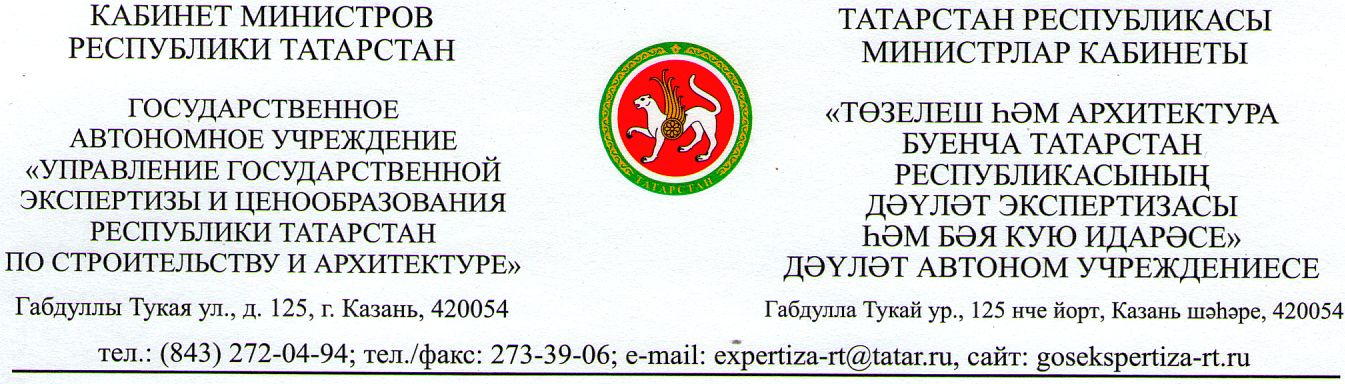 КАБИНЕТ МИНИСТРОВ
РЕСПУБЛИКИ ТАТАРСТАН
ГОСУДАРСТВЕННОЕ
АВТОНОМНОЕ УЧРЕЖДЕНИЕ
«УПРАВЛЕНИЕ ГОСУДАРСТВЕННОЙ
ЭКСПЕРТИЗЫ И ЦЕНООБРАЗОВАНИЯ
РЕСПУБЛИКИ ТАТАРСТАН
ПО СТРОИТЕЛЬСТВУ И АРХИТЕКТУРЕ»
Габдуллы Тукая ул., д. 125, г. Казань, 420054
ТАТАРСТАН
ТАТАРСТАН РЕСПУБЛИКАСЫ
МИНИСТРЛАР КАБИНЕТЫ
«ТӨЗЕЛЕШ ҺӘМ АРХИТЕКТУРА
БУЕНЧА ТАТАРСТАН
РЕСПУБЛИКАСЫНЫҢ
ДӘҮЛӘТ ЭКСПЕРТИЗАСЫ
ҺӘМ БӘЯ КУЮ ИДАРӘСЕ»
ДӘҮЛӘТ АВТОНОМ УЧРЕЖДЕНИЕСЕ
Габдулла Тукай ур., 125 нче йорт, Казань шәһәре, 420054
тел.: (843) 272-04-94; тел./факс: 273-39-06; e-mail: expertiza-rt@tatar.ru, сайт: gosekspertiza-rt.ru